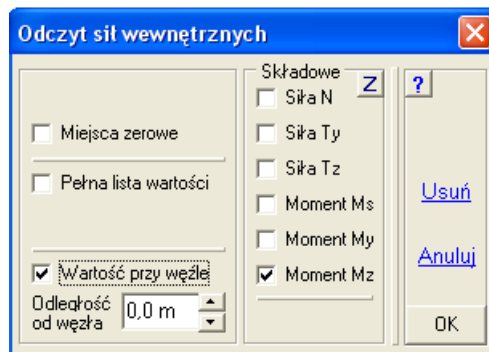 Odczyt sił wewnętrznych
Miejsca zerowe
Pełna lista wartości
Wartość przy węźle
Odległość
od węzła
0,0 m
Składowe
Z
Siła N
Siła Ty
Siła Tz
Moment Ms
Moment My
Moment Mz
?
Usuń
Anuluj
OK